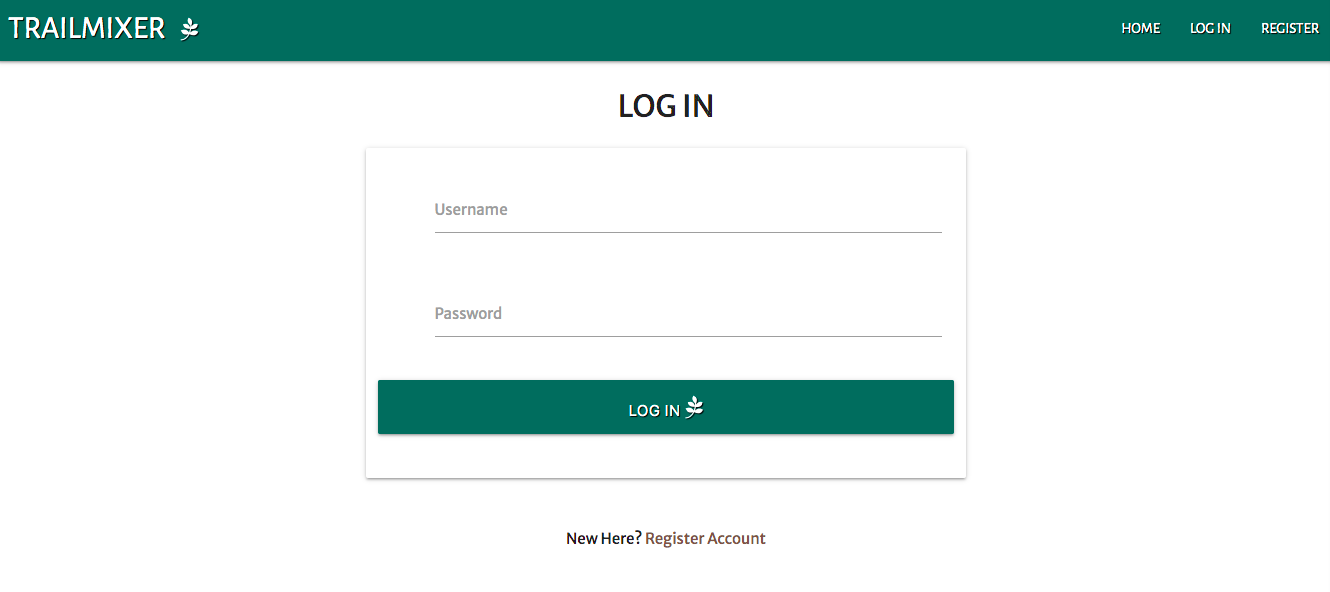 TRAILMIXER
HOME LOG IN REGISTER
LOG IN
Username
Password
LOG IN
New Here? Register Account